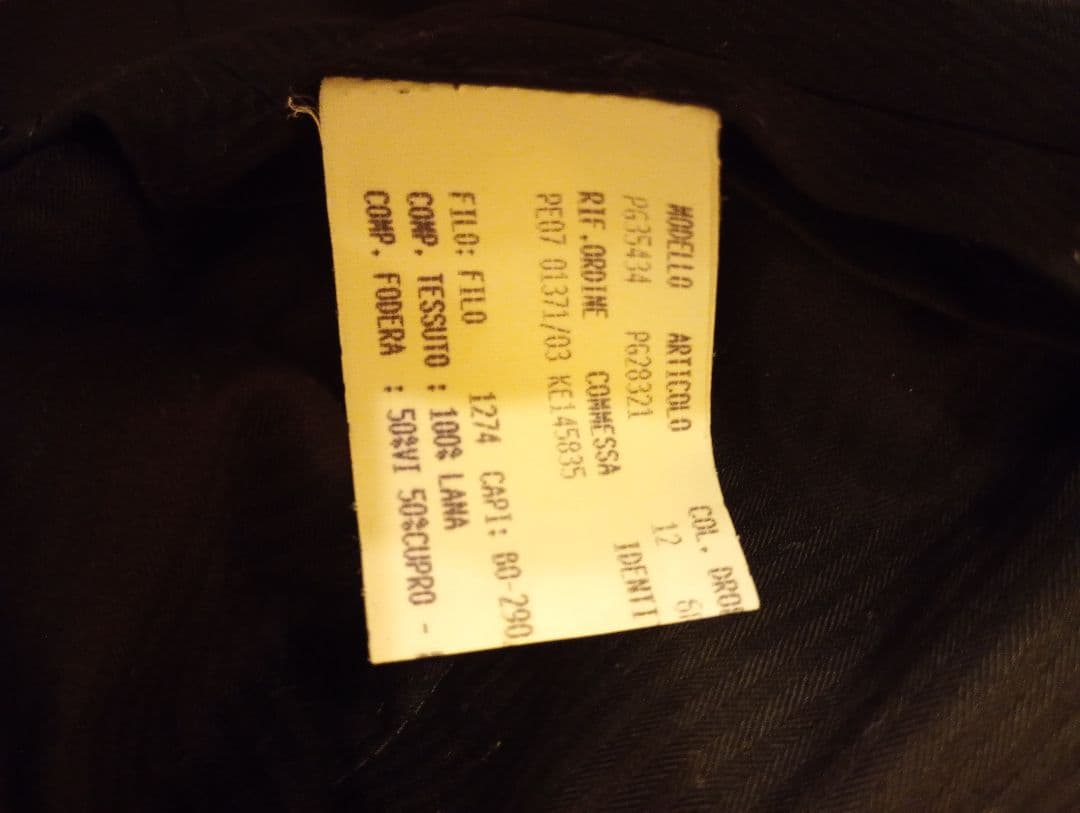 MODELLO ARTICOLO COL. DRO
PG35434 PG28321 12
RIF.ORDINE COMMESSA IDENTI
PE07 01371/03 KE145835
FILO: FILO 1274 CAPI: BO-290
COMP. TESSUTO : 100% LANA
COMP. FODERA : 50%VI 50%CUPRO -